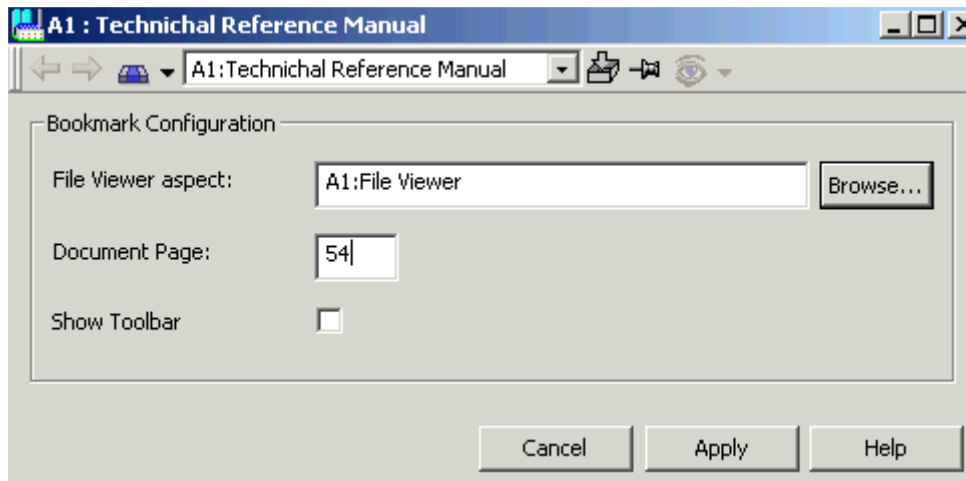 A1 : Technichal Reference Manual
A1:Technichal Reference Manual
Bookmark Configuration
File Viewer aspect:
A1:File Viewer
Browse...
Document Page:
54
Show Toolbar
Cancel
Apply
Help